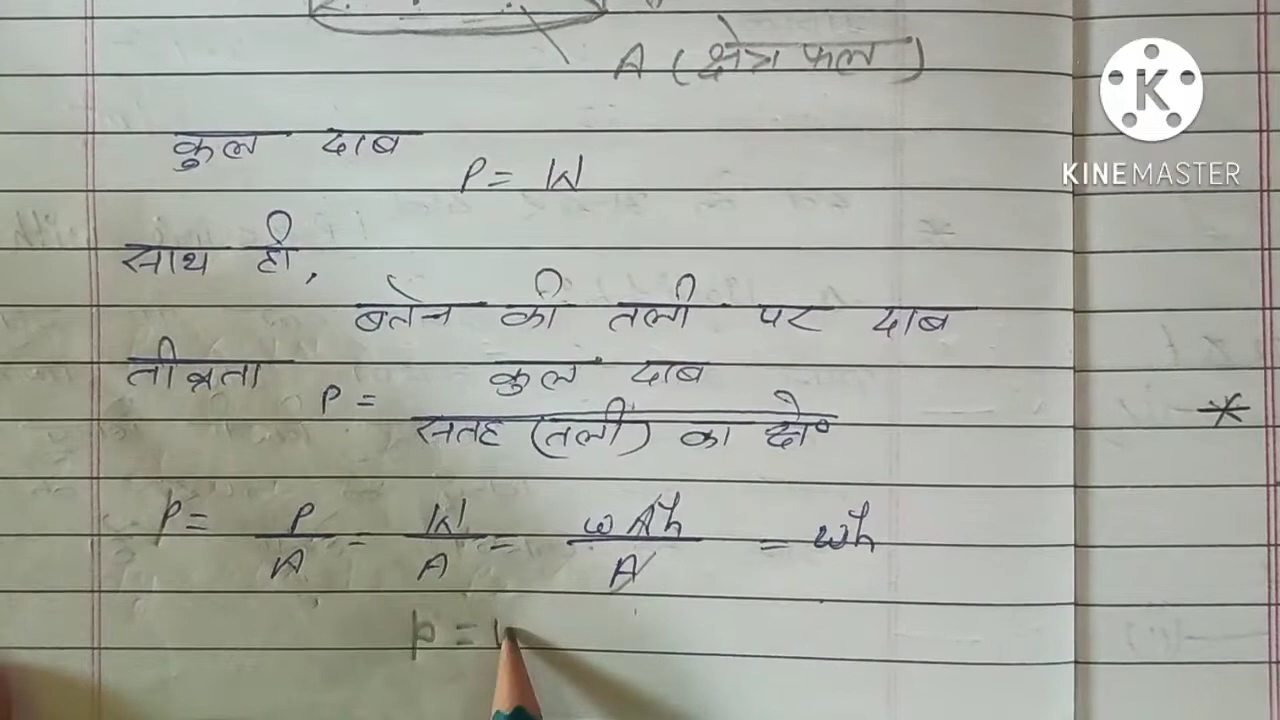 A (क्षेत्रफल)
K
KINEMASTER
कुल दाब
P = W
साथ ही,
बर्तन की तली पर दाब
तीव्रता P = कुल दाब
सतह (तली) का क्षे०
p = P/A = W/A = wAh/A = wh
p = w